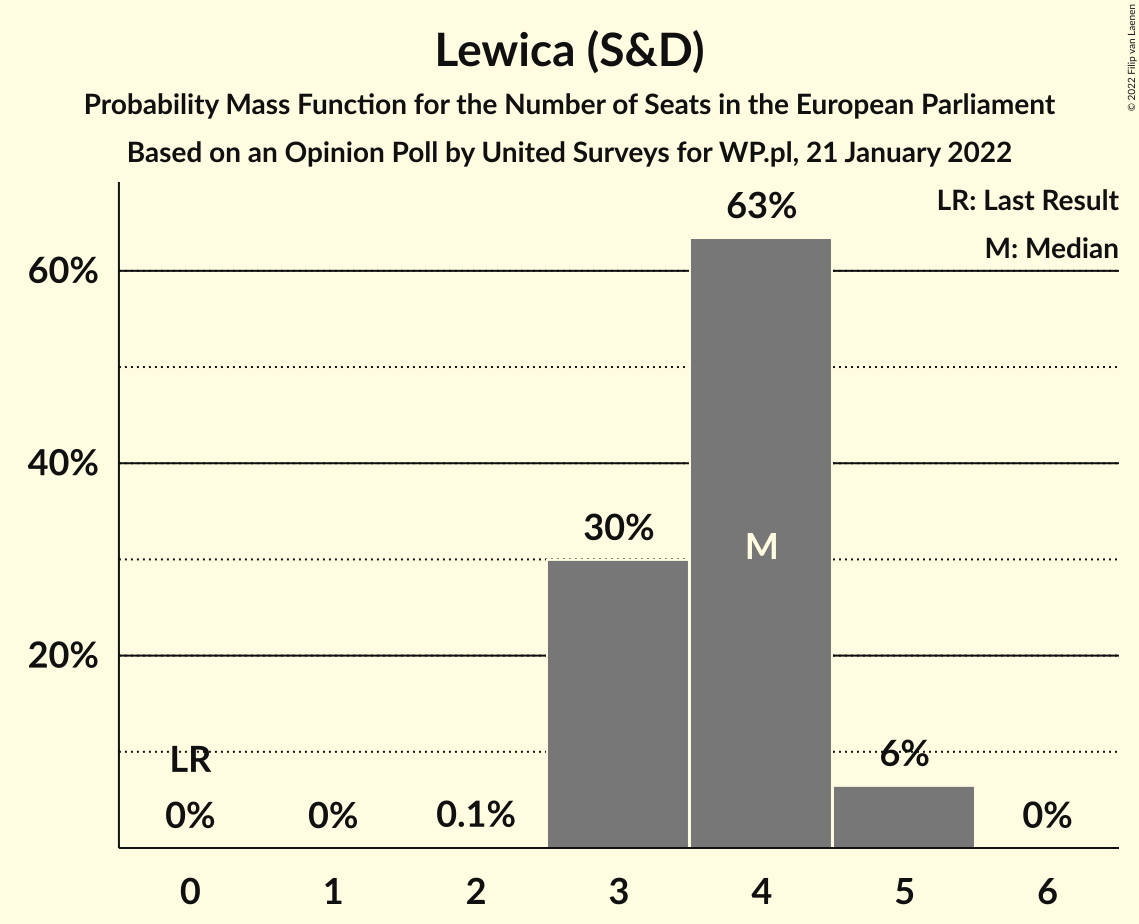 Lewica (S&D)
Probability Mass Function for the Number of Seats in the European Parliament
Based on an Opinion Poll by United Surveys for WP.pl, 21 January 2022
© 2022 Filip van Laenen
LR: Last Result
M: Median
60%
40%
20%
LR
0%
0%
0.1%
30%
63%
M
6%
0%
0
1
2
3
4
5
6